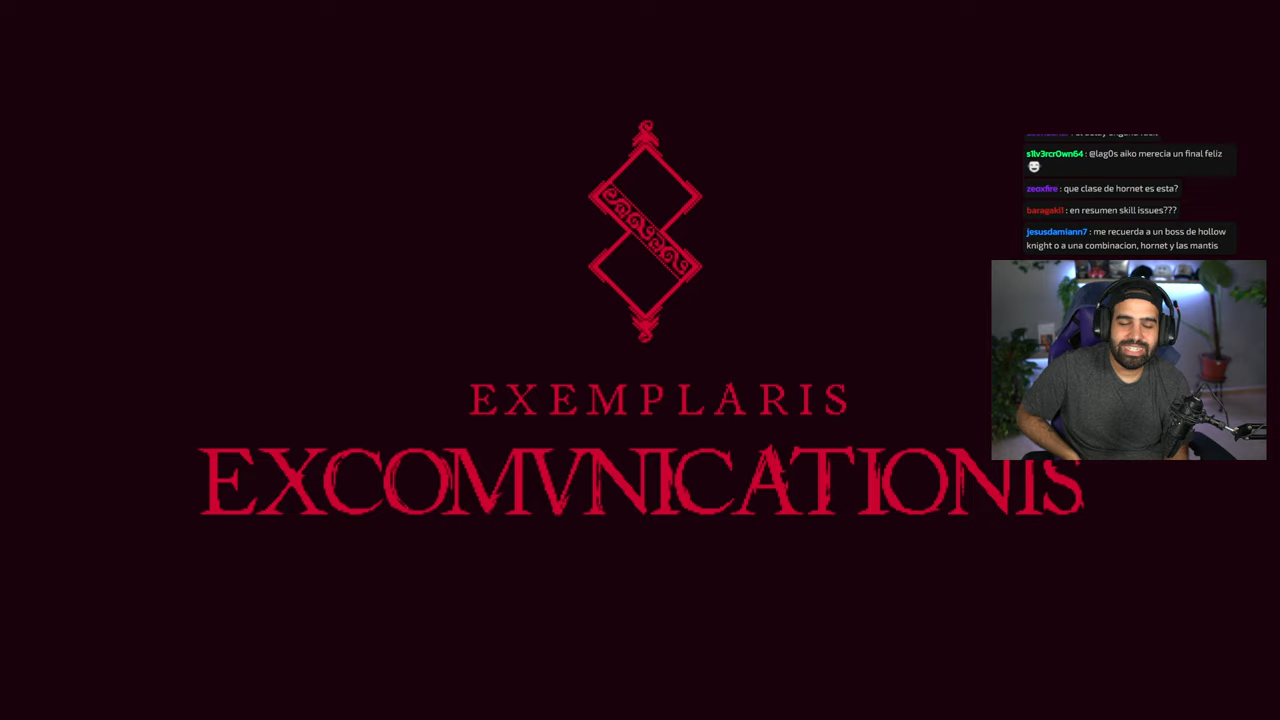 s1lv3rcr0wn64 : @lag0s aiko merecia un final feliz
zeoxfire : que clase de hornet es esta?
baragaki1 : en resumen skill issues???
jesusdamiann7 : me recuerda a un boss de hollow
knight o a una combinacion, hornet y las mantis
EXEMPLARIS
EXCOMVNICATIONIS